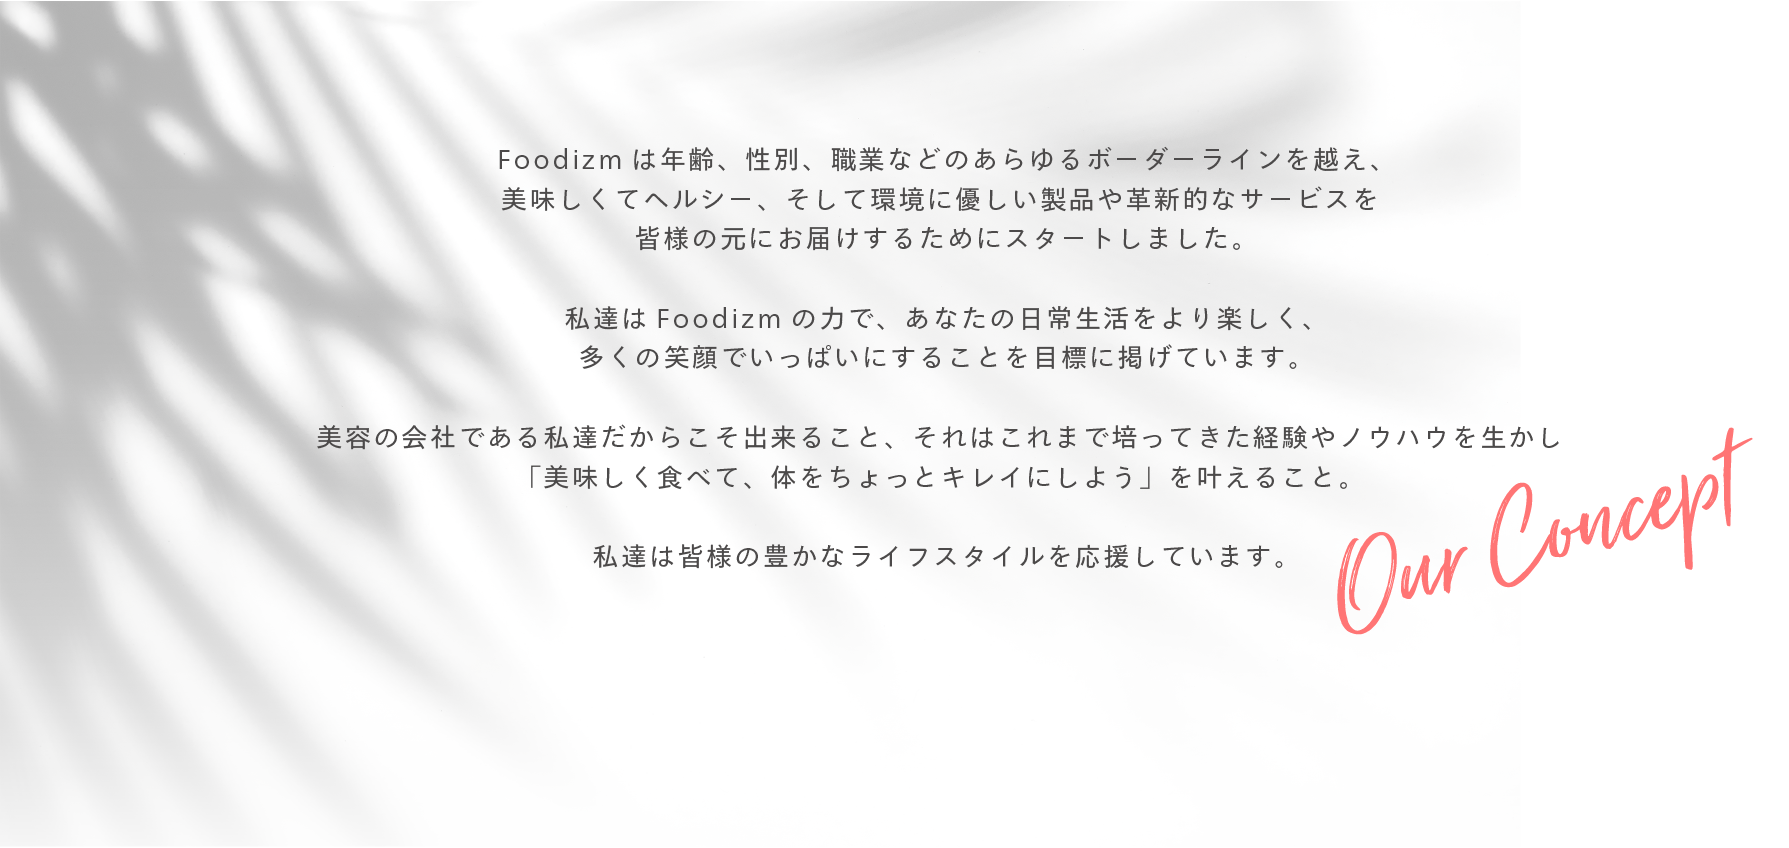 Foodizm は年齢、性別、職業などのあらゆるボーダーラインを越え、
美味しくてヘルシー、そして環境に優しい製品や革新的なサービスを
皆様の元にお届けするためにスタートしました。
私達は Foodizm の力で、あなたの日常生活をより楽しく、
多くの笑顔でいっぱいにすることを目標に掲げています。
美容の会社である私達だからこそ出来ること、それはこれまで培ってきた経験やノウハウを生かし
「美味しく食べて、体をちょっとキレイにしよう」を叶えること。
私達は皆様の豊かなライフスタイルを応援しています。
Our Concept